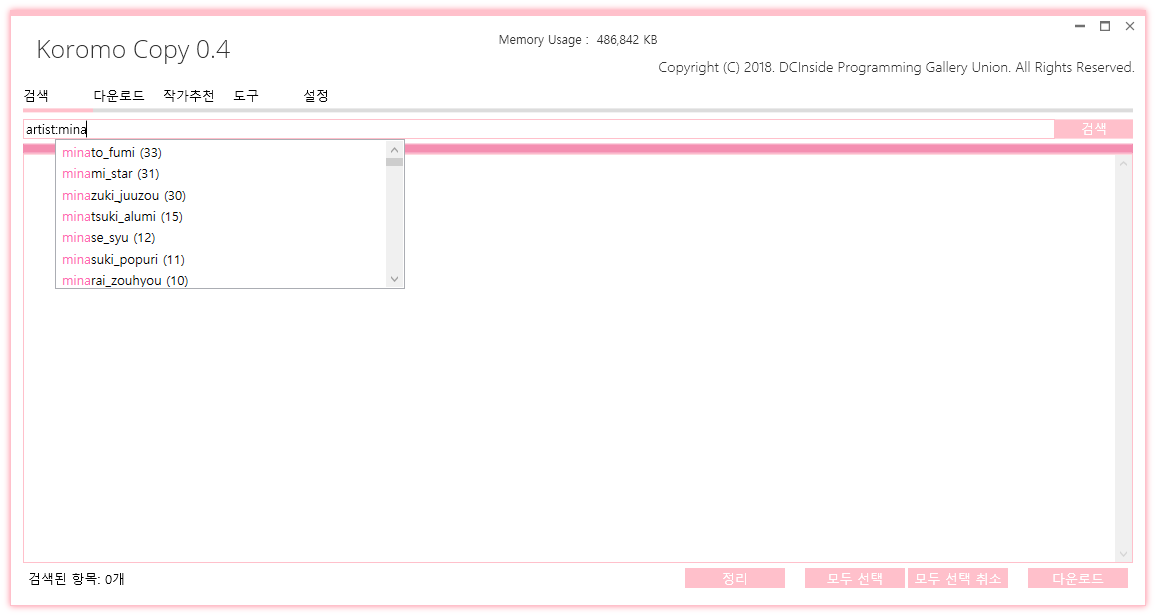 Koromo Copy 0.4
Memory Usage : 486,842 KB
Copyright (C) 2018. DCInside Programming Gallery Union. All Rights Reserved.
검색 다운로드 작가추천 도구 설정
artist:mina 검색
minato_fumi (33)
minami_star (31)
minazuki_juuzou (30)
minatsuki_alumi (15)
minase_syu (12)
minasuki_popuri (11)
minarai_zouhyou (10)
검색된 항목: 0개 정리 모두 선택 모두 선택 취소 다운로드